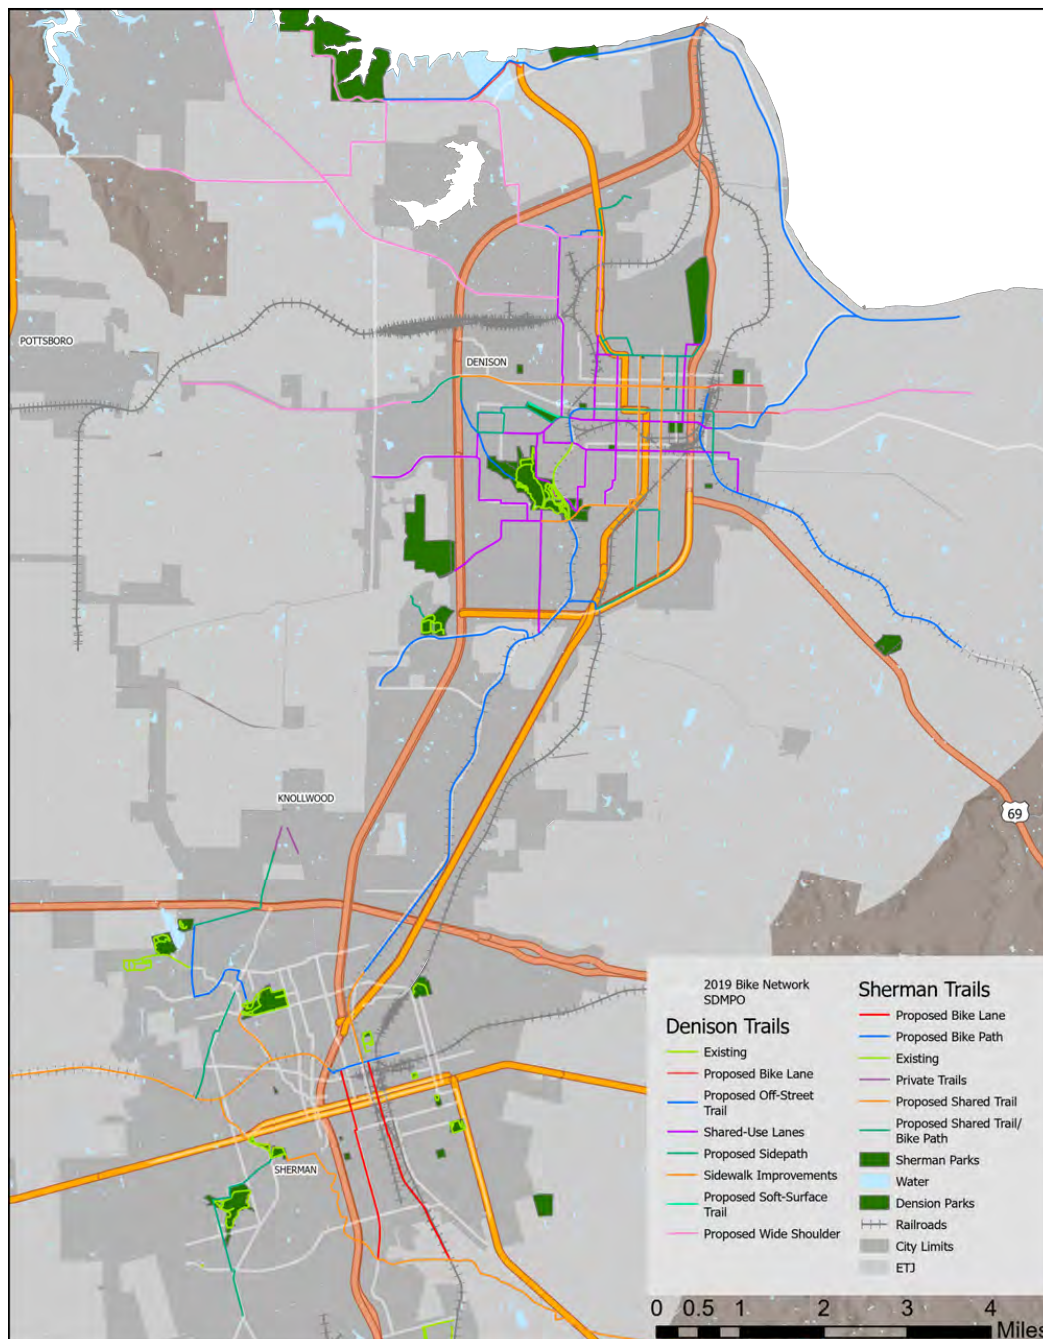 POTTSBORO
DENISON
KNOLLWOOD
69
SHERMAN
2019 Bike Network
SDMPO
Denison Trails
Existing
Proposed Bike Lane
Proposed Off-Street
Trail
Shared-Use Lanes
Proposed Sidepath
Sidewalk Improvements
Proposed Soft-Surface
Trail
Proposed Wide Shoulder
Sherman Trails
Proposed Bike Lane
Proposed Bike Path
Existing
Private Trails
Proposed Shared Trail
Proposed Shared Trail/
Bike Path
Sherman Parks
Water
Dension Parks
Railroads
City Limits
ETJ
0 0.5 1 2 3 4
Miles